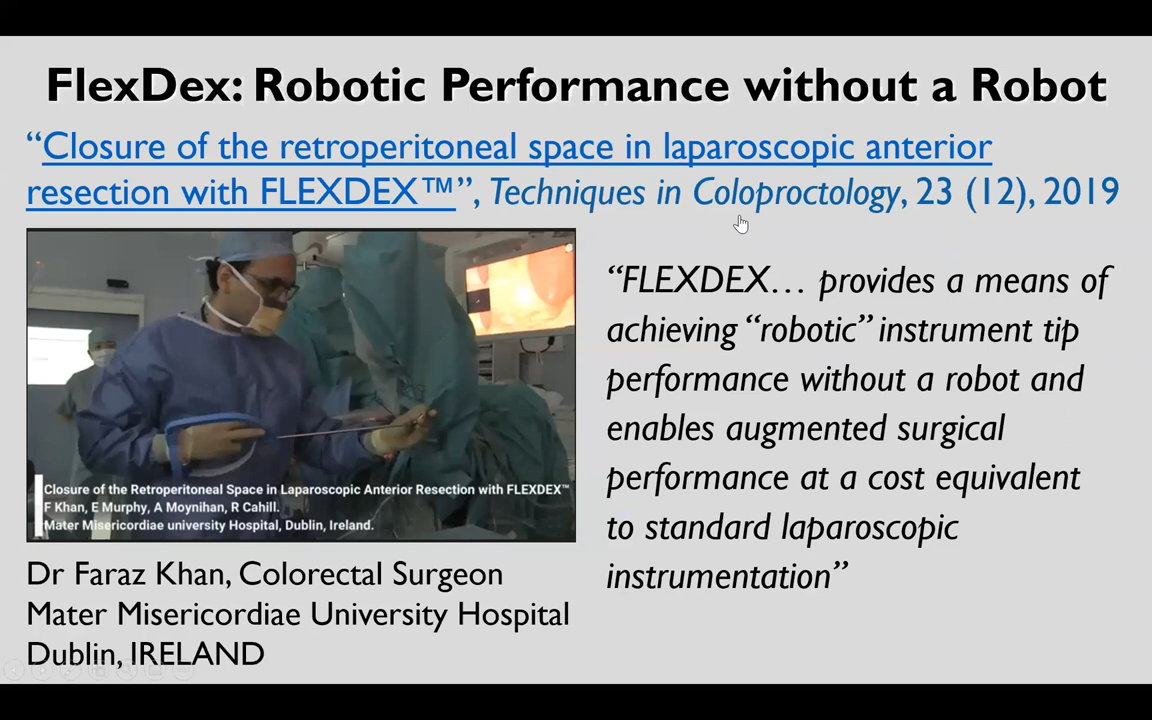 FlexDex: Robotic Performance without a Robot
“Closure of the retroperitoneal space in laparoscopic anterior
resection with FLEXDEX™”, Techniques in Coloproctology, 23 (12), 2019
Closure of the Retroperitoneal Space in Laparoscopic Anterior Resection with FLEXDEX™
F Khan, E Murphy, A Moynihan, R Cahill.
Mater Misericordiae university Hospital, Dublin, Ireland.
Dr Faraz Khan, Colorectal Surgeon
Mater Misericordiae University Hospital
Dublin, IRELAND
“FLEXDEX… provides a means of
achieving “robotic” instrument tip
performance without a robot and
enables augmented surgical
performance at a cost equivalent
to standard laparoscopic
instrumentation”